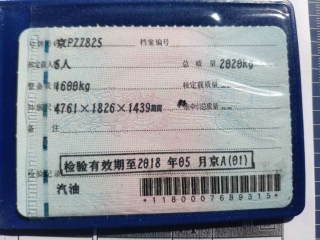 号牌号码 京PZZ825 档案编号
核定载人数 5人 总质量 2020kg
整备质量 1600kg 核定载质量 --
外廓尺寸 4761×1826×1439mm 准牵引总质量 --
备注
检验有效期至2018年05月京A(01)
检验记录
汽油
*1180007689315*